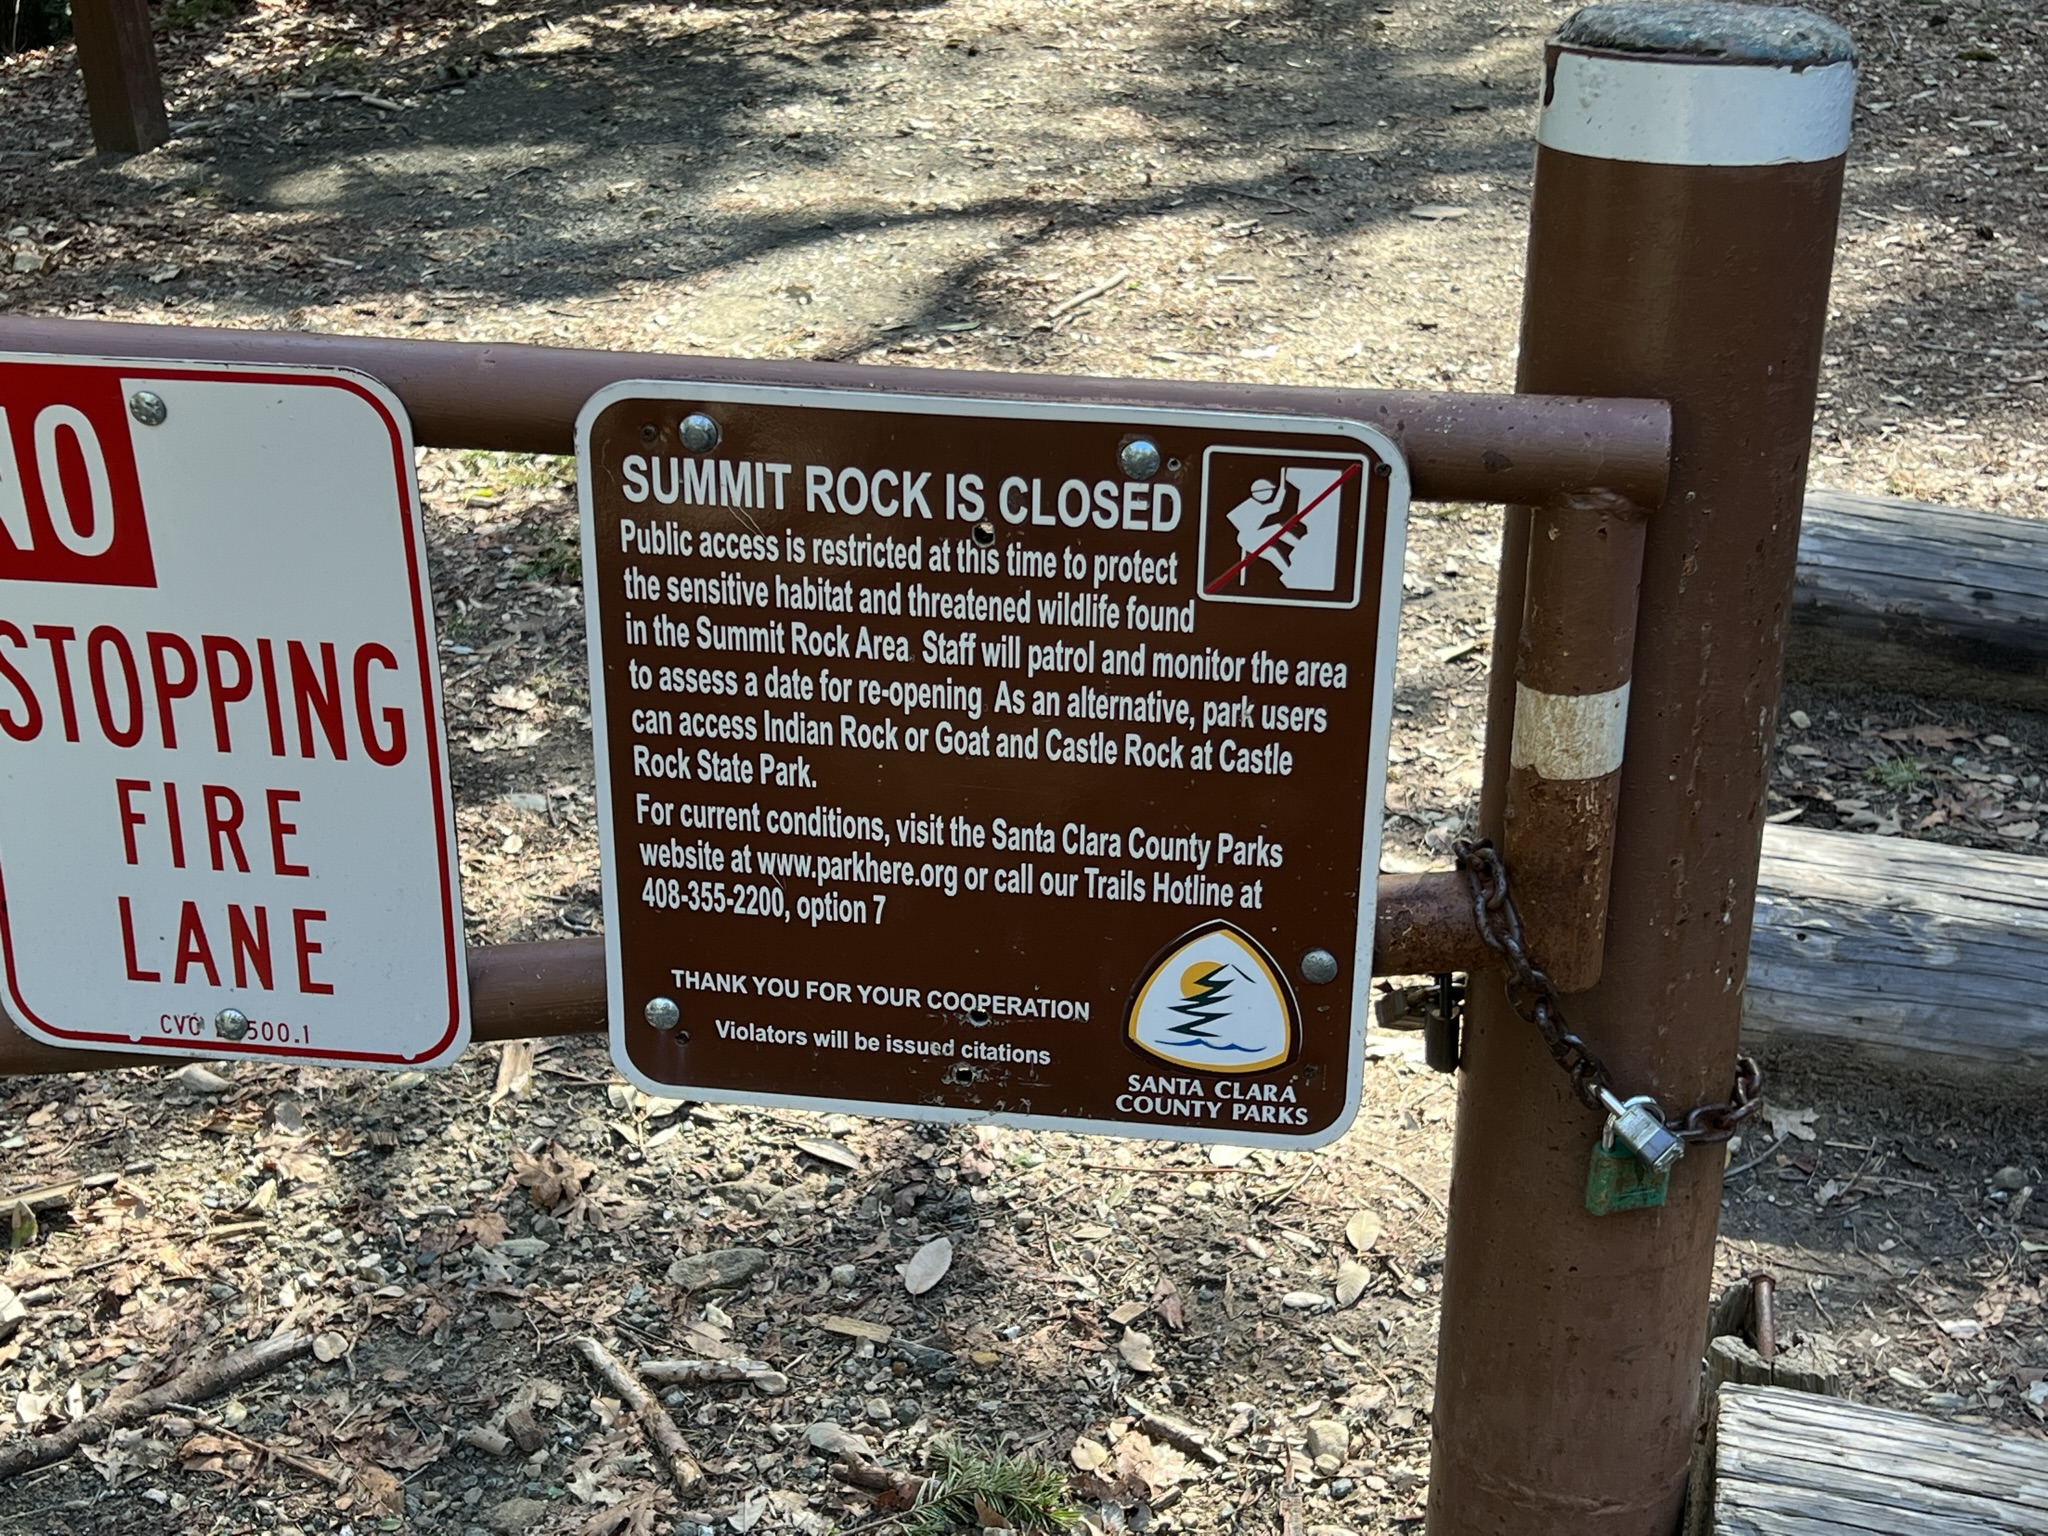 STOPPING
FIRE
LANE
SUMMIT ROCK IS CLOSED
Public access is restricted at this time to protect
the sensitive habitat and threatened wildlife found
in the Summit Rock Area Staff will patrol and monitor the area
to assess a date for re-opening As an alternative, park users
can access Indian Rock or Goat and Castle Rock at Castle
Rock State Park.
For current conditions, visit the Santa Clara County Parks
website at www.parkhere.org or call our Trails Hotline at
408-355-2200, option 7
THANK YOU FOR YOUR COOPERATION
Violators will be issued citations
SANTA CLARA
COUNTY PARKS